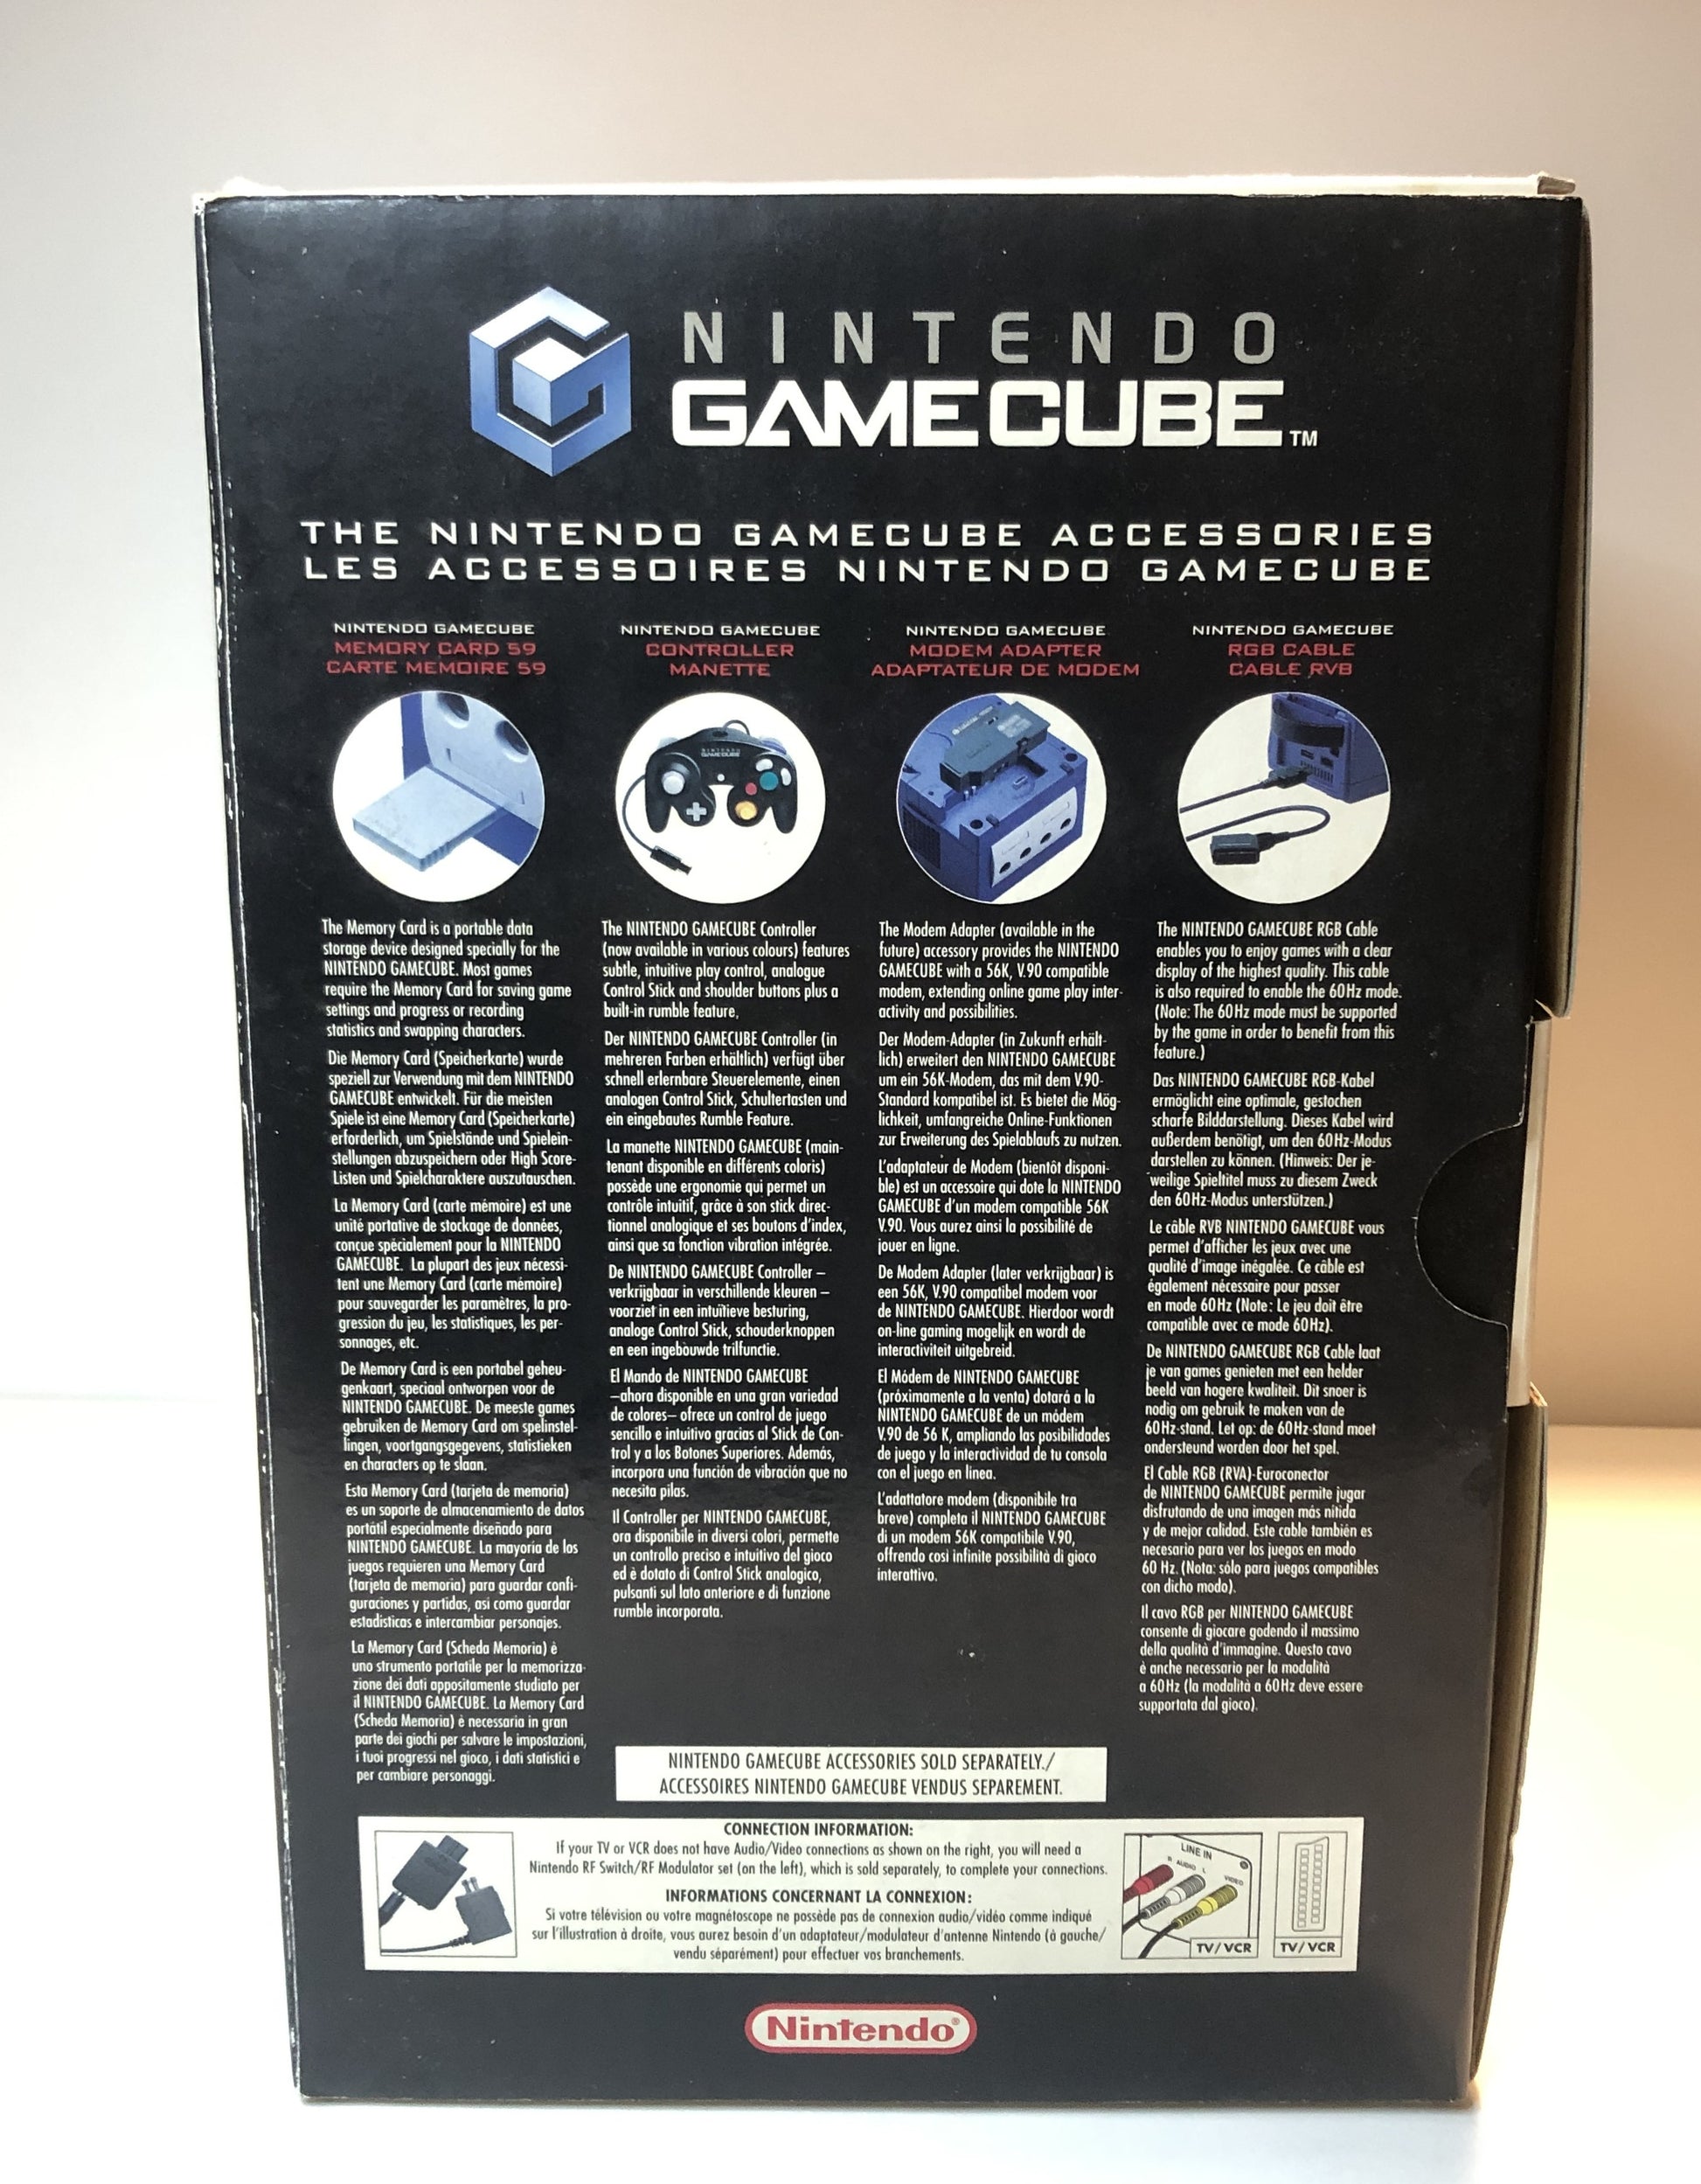 NINTENDO
GAMECUBE™
THE NINTENDO GAMECUBE ACCESSORIES
LES ACCESSOIRES NINTENDO GAMECUBE
NINTENDO GAMECUBE
MEMORY CARD 59
CARTE MEMOIRE 59
The Memory Card is a portable data
storage device designed specially for the
NINTENDO GAMECUBE. Most games
require the Memory Card for saving game
settings and progress or recording
statistics and swapping characters.
Die Memory Card (Speicherkarte) wurde
speziell zur Verwendung mit dem NINTENDO
GAMECUBE entwickelt. Für die meisten
Spiele ist eine Memory Card (Speicherkarte)
erforderlich, um Spielstände und Spielein-
stellungen abzuspeichern oder High Score-
Listen und Spielcharaktere auszutauschen.
La Memory Card (carte mémoire) est une
unité portative de stockage de données,
conçue spécialement pour la NINTENDO
GAMECUBE. La plupart des jeux nécessi-
tent une Memory Card (carte mémoire)
pour sauvegarder les paramètres, la pro-
gression du jeu, les statistiques, les per-
sonnages, etc.
De Memory Card is een portabel geheu-
genkaart, speciaal ontworpen voor de
NINTENDO GAMECUBE. De meeste games
gebruiken de Memory Card om spelinstel-
lingen, voortgangsgegevens, statistieken
en characters op te slaan.
Esta Memory Card (tarjeta de memoria)
es un soporte de almacenamiento de datos
portátil especialmente diseñado para
NINTENDO GAMECUBE. La mayoría de los
juegos requieren una Memory Card
(tarjeta de memoria) para guardar confi-
guraciones y partidas, asi como guardar
estadísticas e intercambiar personajes.
La Memory Card (Scheda Memoria) è
uno strumento portatile per la memorizza-
zione dei dati appositamente studiato per
il NINTENDO GAMECUBE. La Memory Card
(Scheda Memoria) è necessaria in gran
parte dei giochi per salvare le impostazioni,
i tuoi progressi nel gioco, i dati statistici e
per cambiare personaggi.
NINTENDO GAMECUBE
CONTROLLER
MANETTE
NINTENDO
GAMECUBE
The NINTENDO GAMECUBE Controller
(now available in various colours) features
subtle, intuitive play control, analogue
Control Stick and shoulder buttons plus a
built-in rumble feature.
Der NINTENDO GAMECUBE Controller (in
mehreren Farben erhältlich) verfügt über
schnell erlernbare Steuerelemente, einen
analogen Control Stick, Schultertasten und
ein eingebautes Rumble Feature.
La manette NINTENDO GAMECUBE (main-
tenant disponible en différents coloris)
possède une ergonomie qui permet un
contrôle intuitif, grâce à son stick direc-
tionnel analogique et ses boutons d'index,
ainsi que sa fonction vibration intégrée.
De NINTENDO GAMECUBE Controller –
verkrijgbaar in verschillende kleuren –
voorziet in een intuïtieve besturing,
analoge Control Stick, schouderknoppen
en een ingebouwde trilfunctie.
El Mando de NINTENDO GAMECUBE
–ahora disponible en una gran variedad
de colores– ofrece un control de juego
sencillo e intuitivo gracias al Stick de Con-
trol y a los Botones Superiores. Además,
incorpora una función de vibración que no
necesita pilas.
Il Controller per NINTENDO GAMECUBE,
ora disponibile in diversi colori, permette
un controllo preciso e intuitivo del gioco
ed è dotato di Control Stick analogico,
pulsanti sul lato anteriore e di funzione
rumble incorporata.
NINTENDO GAMECUBE
MODEM ADAPTER
ADAPTATEUR DE MODEM
The Modem Adapter (available in the
future) accessory provides the NINTENDO
GAMECUBE with a 56K, V.90 compatible
modem, extending online game play inter-
activity and possibilities.
Der Modem-Adapter (in Zukunft erhält-
lich) erweitert den NINTENDO GAMECUBE
um ein 56K-Modem, das mit dem V.90-
Standard kompatibel ist. Es bietet die Mög-
lichkeit, umfangreiche Online-Funktionen
zur Erweiterung des Spielablaufs zu nutzen.
L'adaptateur de Modem (bientôt disponi-
ble) est un accessoire qui dote la NINTENDO
GAMECUBE d'un modem compatible 56K
V.90. Vous aurez ainsi la possibilité de
jouer en ligne.
De Modem Adapter (later verkrijgbaar) is
een 56K, V.90 compatibel modem voor
de NINTENDO GAMECUBE. Hierdoor wordt
on-line gaming mogelijk en wordt de
interactiviteit uitgebreid.
El Módem de NINTENDO GAMECUBE
(próximamente a la venta) dotará a la
NINTENDO GAMECUBE de un módem
V.90 de 56 K, ampliando las posibilidades
de juego y la interactividad de tu consola
con el juego en línea.
L'adattatore modem (disponibile tra
breve) completa il NINTENDO GAMECUBE
di un modem 56K compatibile V.90,
offrendo così infinite possibilità di gioco
interattivo.
NINTENDO GAMECUBE
RGB CABLE
CABLE RVB
The NINTENDO GAMECUBE RGB Cable
enables you to enjoy games with a clear
display of the highest quality. This cable
is also required to enable the 60Hz mode.
(Note: The 60Hz mode must be supported
by the game in order to benefit from this
feature.)
Das NINTENDO GAMECUBE RGB-Kabel
ermöglicht eine optimale, gestochen
scharfe Bilddarstellung. Dieses Kabel wird
außerdem benötigt, um den 60Hz-Modus
darstellen zu können. (Hinweis: Der je-
weilige Spieltitel muss zu diesem Zweck
den 60Hz-Modus unterstützen.)
Le câble RVB NINTENDO GAMECUBE vous
permet d'afficher les jeux avec une
qualité d'image inégalée. Ce câble est
également nécessaire pour passer
en mode 60Hz (Note: Le jeu doit être
compatible avec ce mode 60Hz).
De NINTENDO GAMECUBE RGB Cable laat
je van games genieten met een helder
beeld van hogere kwaliteit. Dit snoer is
nodig om gebruik te maken van de
60Hz-stand. Let op: de 60Hz-stand moet
ondersteund worden door het spel.
El Cable RGB (RVA)-Euroconector
de NINTENDO GAMECUBE permite jugar
disfrutando de una imagen más nítida
y de mejor calidad. Este cable también es
necesario para ver los juegos en modo
60 Hz. (Nota: sólo para juegos compatibles
con dicho modo).
Il cavo RGB per NINTENDO GAMECUBE
consente di giocare godendo il massimo
della qualità d'immagine. Questo cavo
è anche necessario per la modalità
a 60Hz (la modalità a 60Hz deve essere
supportata dal gioco).
NINTENDO GAMECUBE ACCESSORIES SOLD SEPARATELY./
ACCESSOIRES NINTENDO GAMECUBE VENDUS SEPAREMENT.
CONNECTION INFORMATION:
If your TV or VCR does not have Audio/Video connections as shown on the right, you will need a
Nintendo RF Switch/RF Modulator set (on the left), which is sold separately, to complete your connections.
INFORMATIONS CONCERNANT LA CONNEXION:
Si votre télévision ou votre magnétoscope ne possède pas de connexion audio/vidéo comme indiqué
sur l'illustration à droite, vous aurez besoin d'un adaptateur/modulateur d'antenne Nintendo (à gauche/
vendu séparément) pour effectuer vos branchements.
LINE IN
R AUDIO L
VIDEO
TV/VCR
TV/VCR
Nintendo®